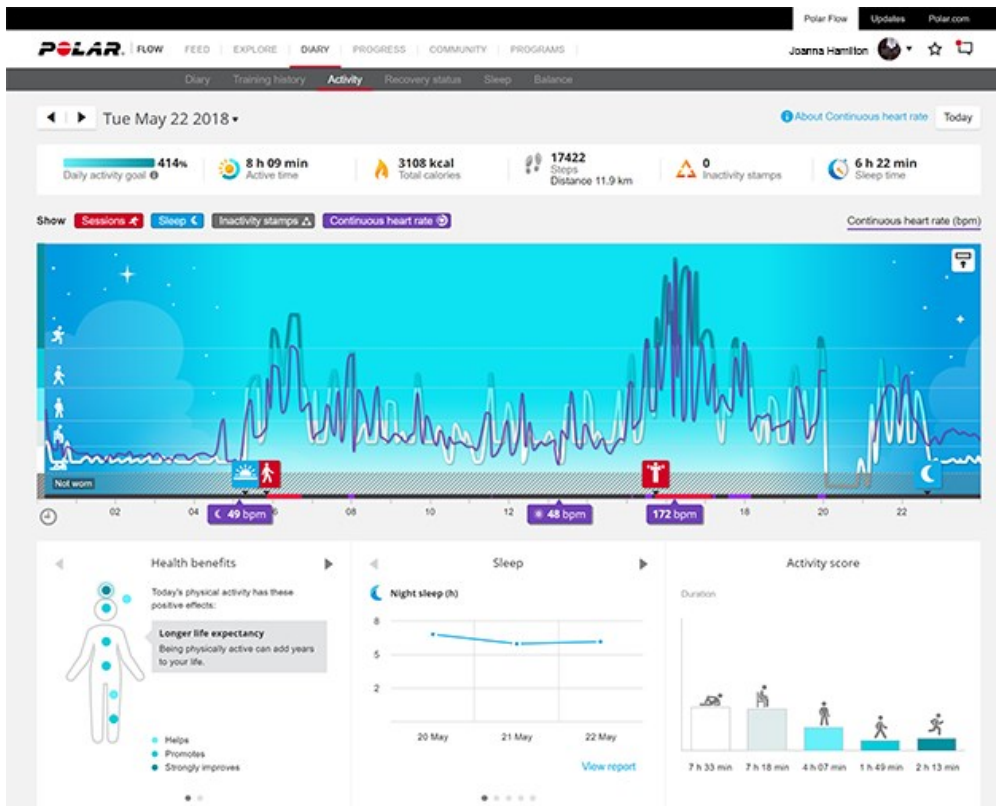 Polar Flow Updates Polar.com
POLAR. FLOW FEED EXPLORE DIARY PROGRESS COMMUNITY PROGRAMS Joanna Hamilton
Diary Training history Activity Recovery status Sleep Balance
Tue May 22 2018 About Continuous heart rate Today
414% 8 h 09 min 3108 kcal 17422 0 6 h 22 min
Daily activity goal Active time Total calories Steps Inactivity stamps Sleep time
Distance 11.9 km
Show Sessions Sleep Inactivity stamps Continuous heart rate Continuous heart rate (bpm)
Not worn
02 04 6 08 10 12 18 20 22
49 bpm 48 bpm 172 bpm
Health benefits Sleep Activity score
Today's physical activity has these
positive effects:
Longer life expectancy
Being physically active can add years
to your life.
Helps
Promotes
Strongly improves
Night sleep (h)
8
5
2
20 May 21 May 22 May
View report
Duration
7 h 33 min 7 h 18 min 4 h 07 min 1 h 49 min 2 h 13 min